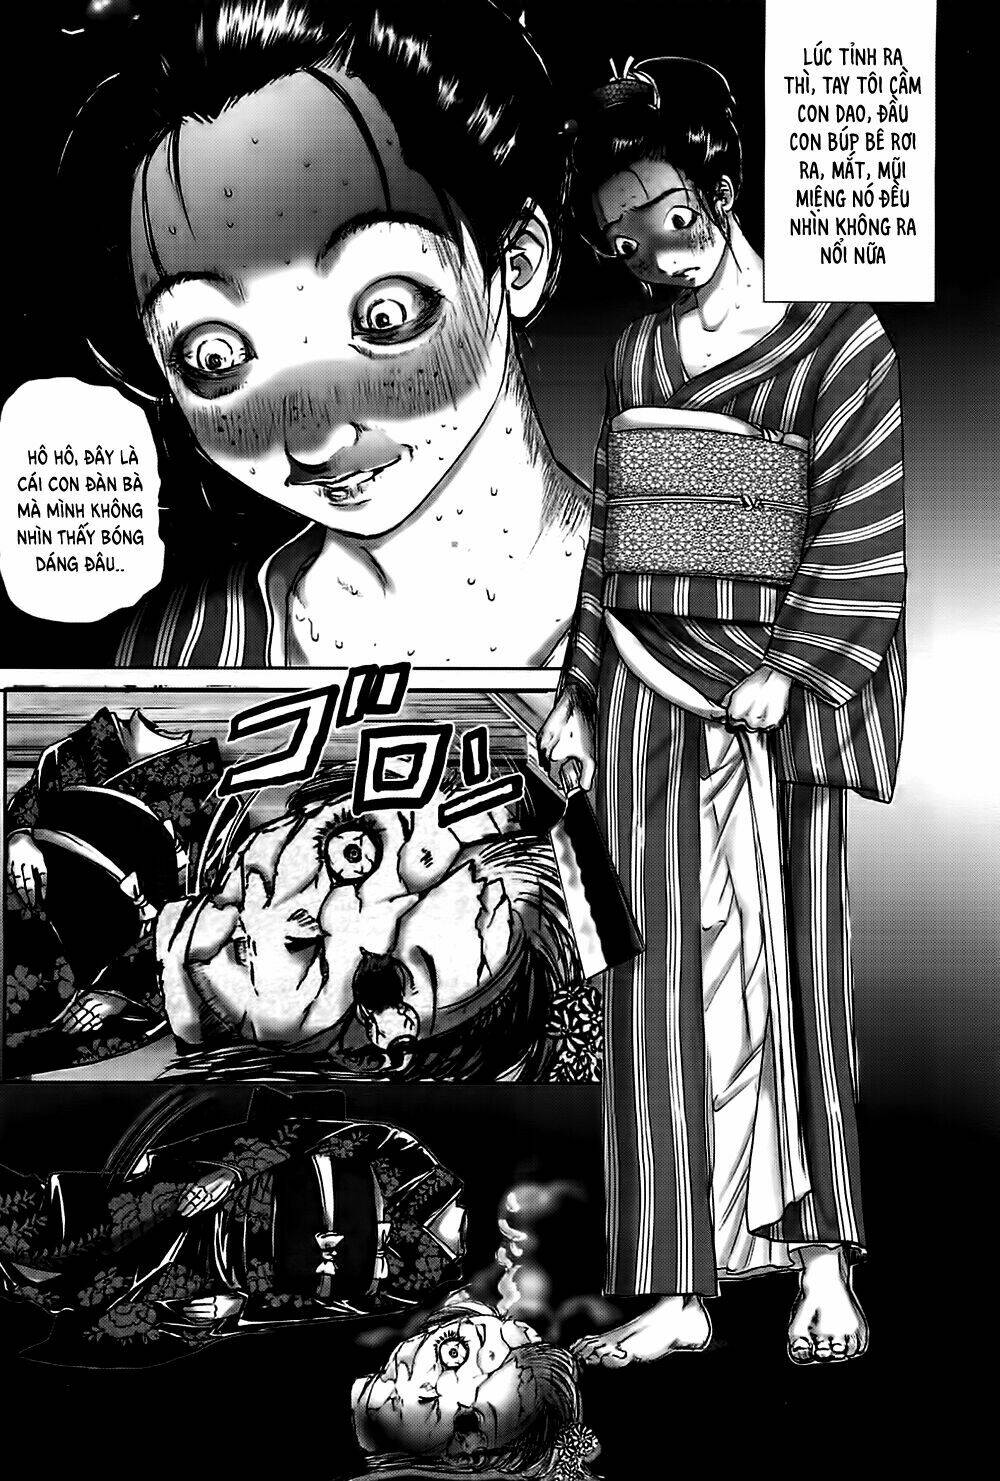 LÚC TỈNH RA
THÌ, TAY TÔI CẦM
CON DAO, ĐẦU
CON BÚP BÊ RƠI
RA, MẮT, MŨI
MIỆNG NÓ ĐỀU
NHÌN KHÔNG RA
NỔI NỮA
HÔ HÔ, ĐÂY LÀ
CÁI CON ĐÀN BÀ
MÀ MÌNH KHÔNG
NHÌN THẤY BÓNG
DÁNG ĐÂU..
ゴロン